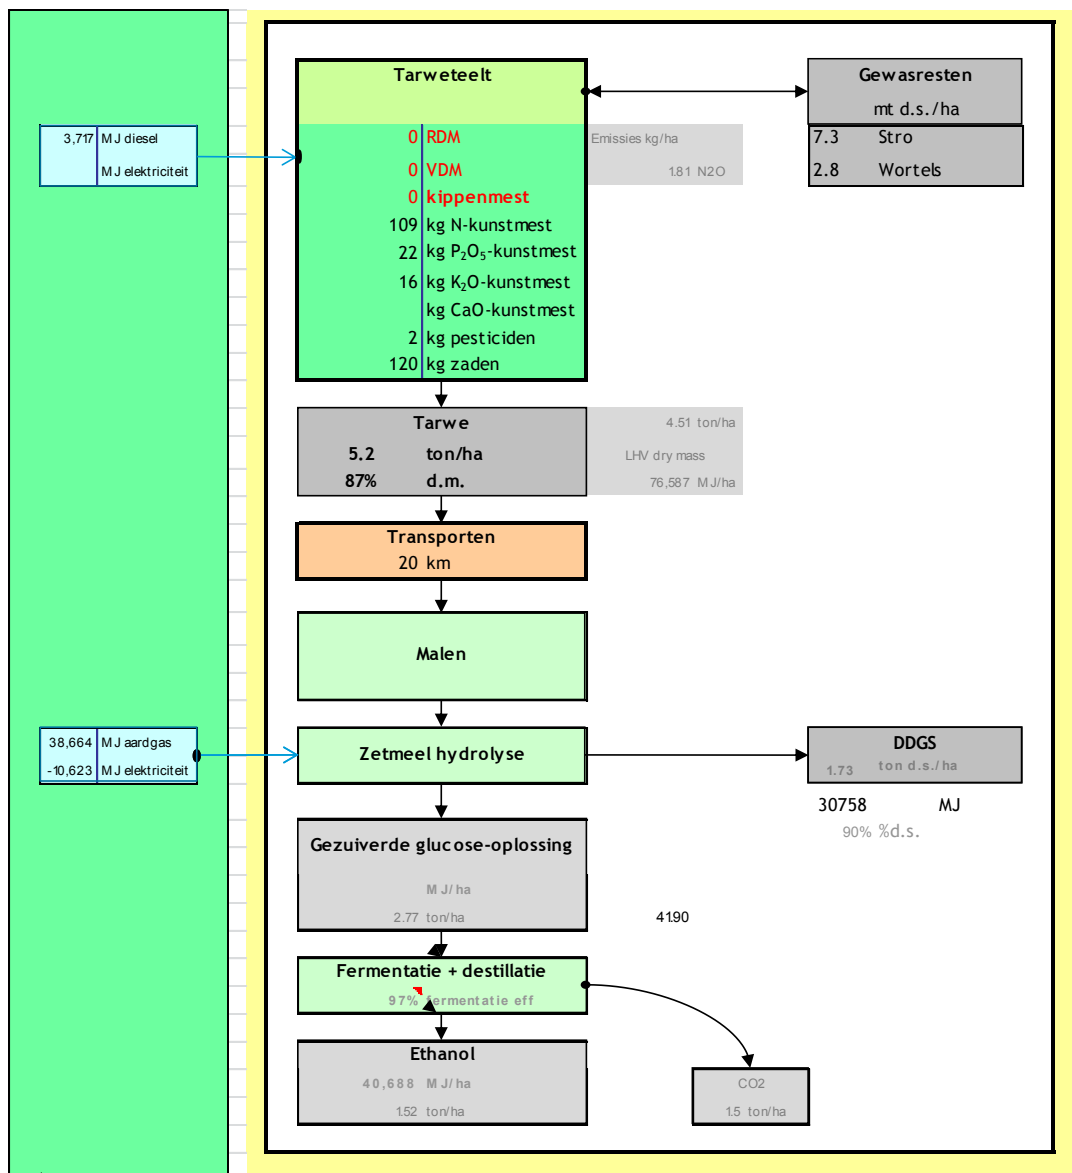 Tarweteelt
Gewasresten
mt d.s./ha
3,717 MJ diesel
MJ elektriciteit
0 RDM
0 VDM
0 kippenmest
109 kg N-kunstmest
22 kg P₂O₅-kunstmest
16 kg K₂O-kunstmest
kg CaO-kunstmest
2 kg pesticiden
120 kg zaden
Emissies kg/ha
1.81 N2O
7.3 Stro
2.8 Wortels
Tarwe
5.2 ton/ha
87% d.m.
4.51 ton/ha
LHV dry mass
76,587 MJ/ha
Transporten
20 km
Malen
38,664 MJ aardgas
-10,623 MJ elektriciteit
Zetmeel hydrolyse
DDGS
1.73 ton d.s./ha
30758 MJ
90% %d.s.
Gezuiverde glucose-oplossing
MJ/ha
2.77 ton/ha
41.90
Fermentatie + destillatie
97% fermentatie eff
Ethanol
40,688 MJ/ha
1.52 ton/ha
CO2
1.5 ton/ha